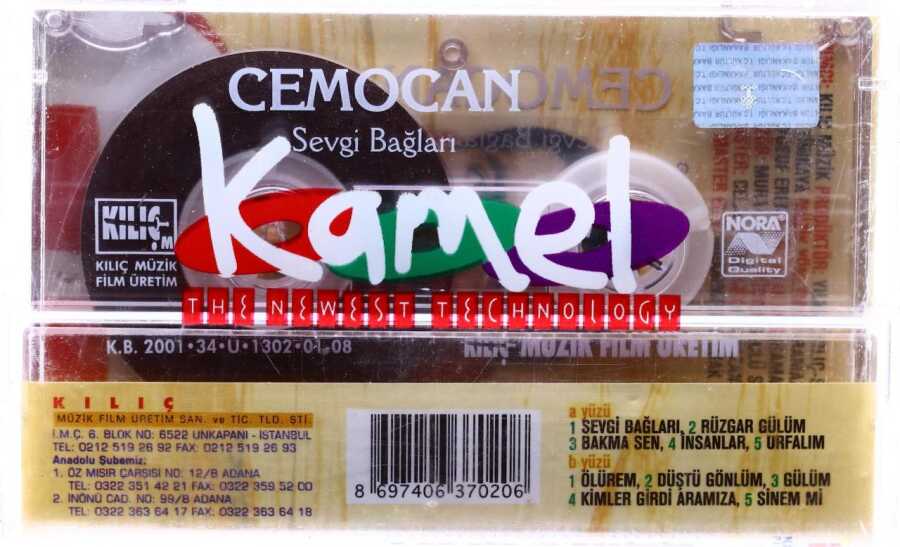 CEMOCAN
Sevgi Bağları
T.C.KÜLTÜR BAKANLIĞI
kamel
THE NEWEST TECHNOLOGY
KILIÇ M
KILIÇ MÜZİK
FİLM ÜRETİM
NORA
Digital
Quality
K.B. 2001•34•U•1302•01-08
KILIÇ MÜZİK FİLM ÜRETİM
KILIÇ
MÜZİK FİLM ÜRETİM SAN. ve TİC. TLD. ŞTİ.
İ.M.Ç. 6. BLOK NO: 6522 UNKAPANI - İSTANBUL
TEL: 0212 519 26 92 FAX: 0212 519 26 93
Anadolu Şubemiz:
1. ÖZ MISIR ÇARŞISI NO: 12/B ADANA
TEL: 0322 351 42 21 FAX: 0322 359 52 00
2. İNÖNÜ CAD. NO: 99/B ADANA
TEL: 0322 363 64 17 FAX: 0322 363 64 18
8 697406 370206
a yüzü
1 SEVGİ BAĞLARI, 2 RÜZGAR GÜLÜM
3 BAKMA SEN, 4 İNSANLAR, 5 URFALIM
b yüzü
1 ÖLÜREM, 2 DÜŞTÜ GÖNLÜM, 3 GÜLÜM
4 KİMLER GİRDİ ARAMIZA, 5 SİNEM Mİ